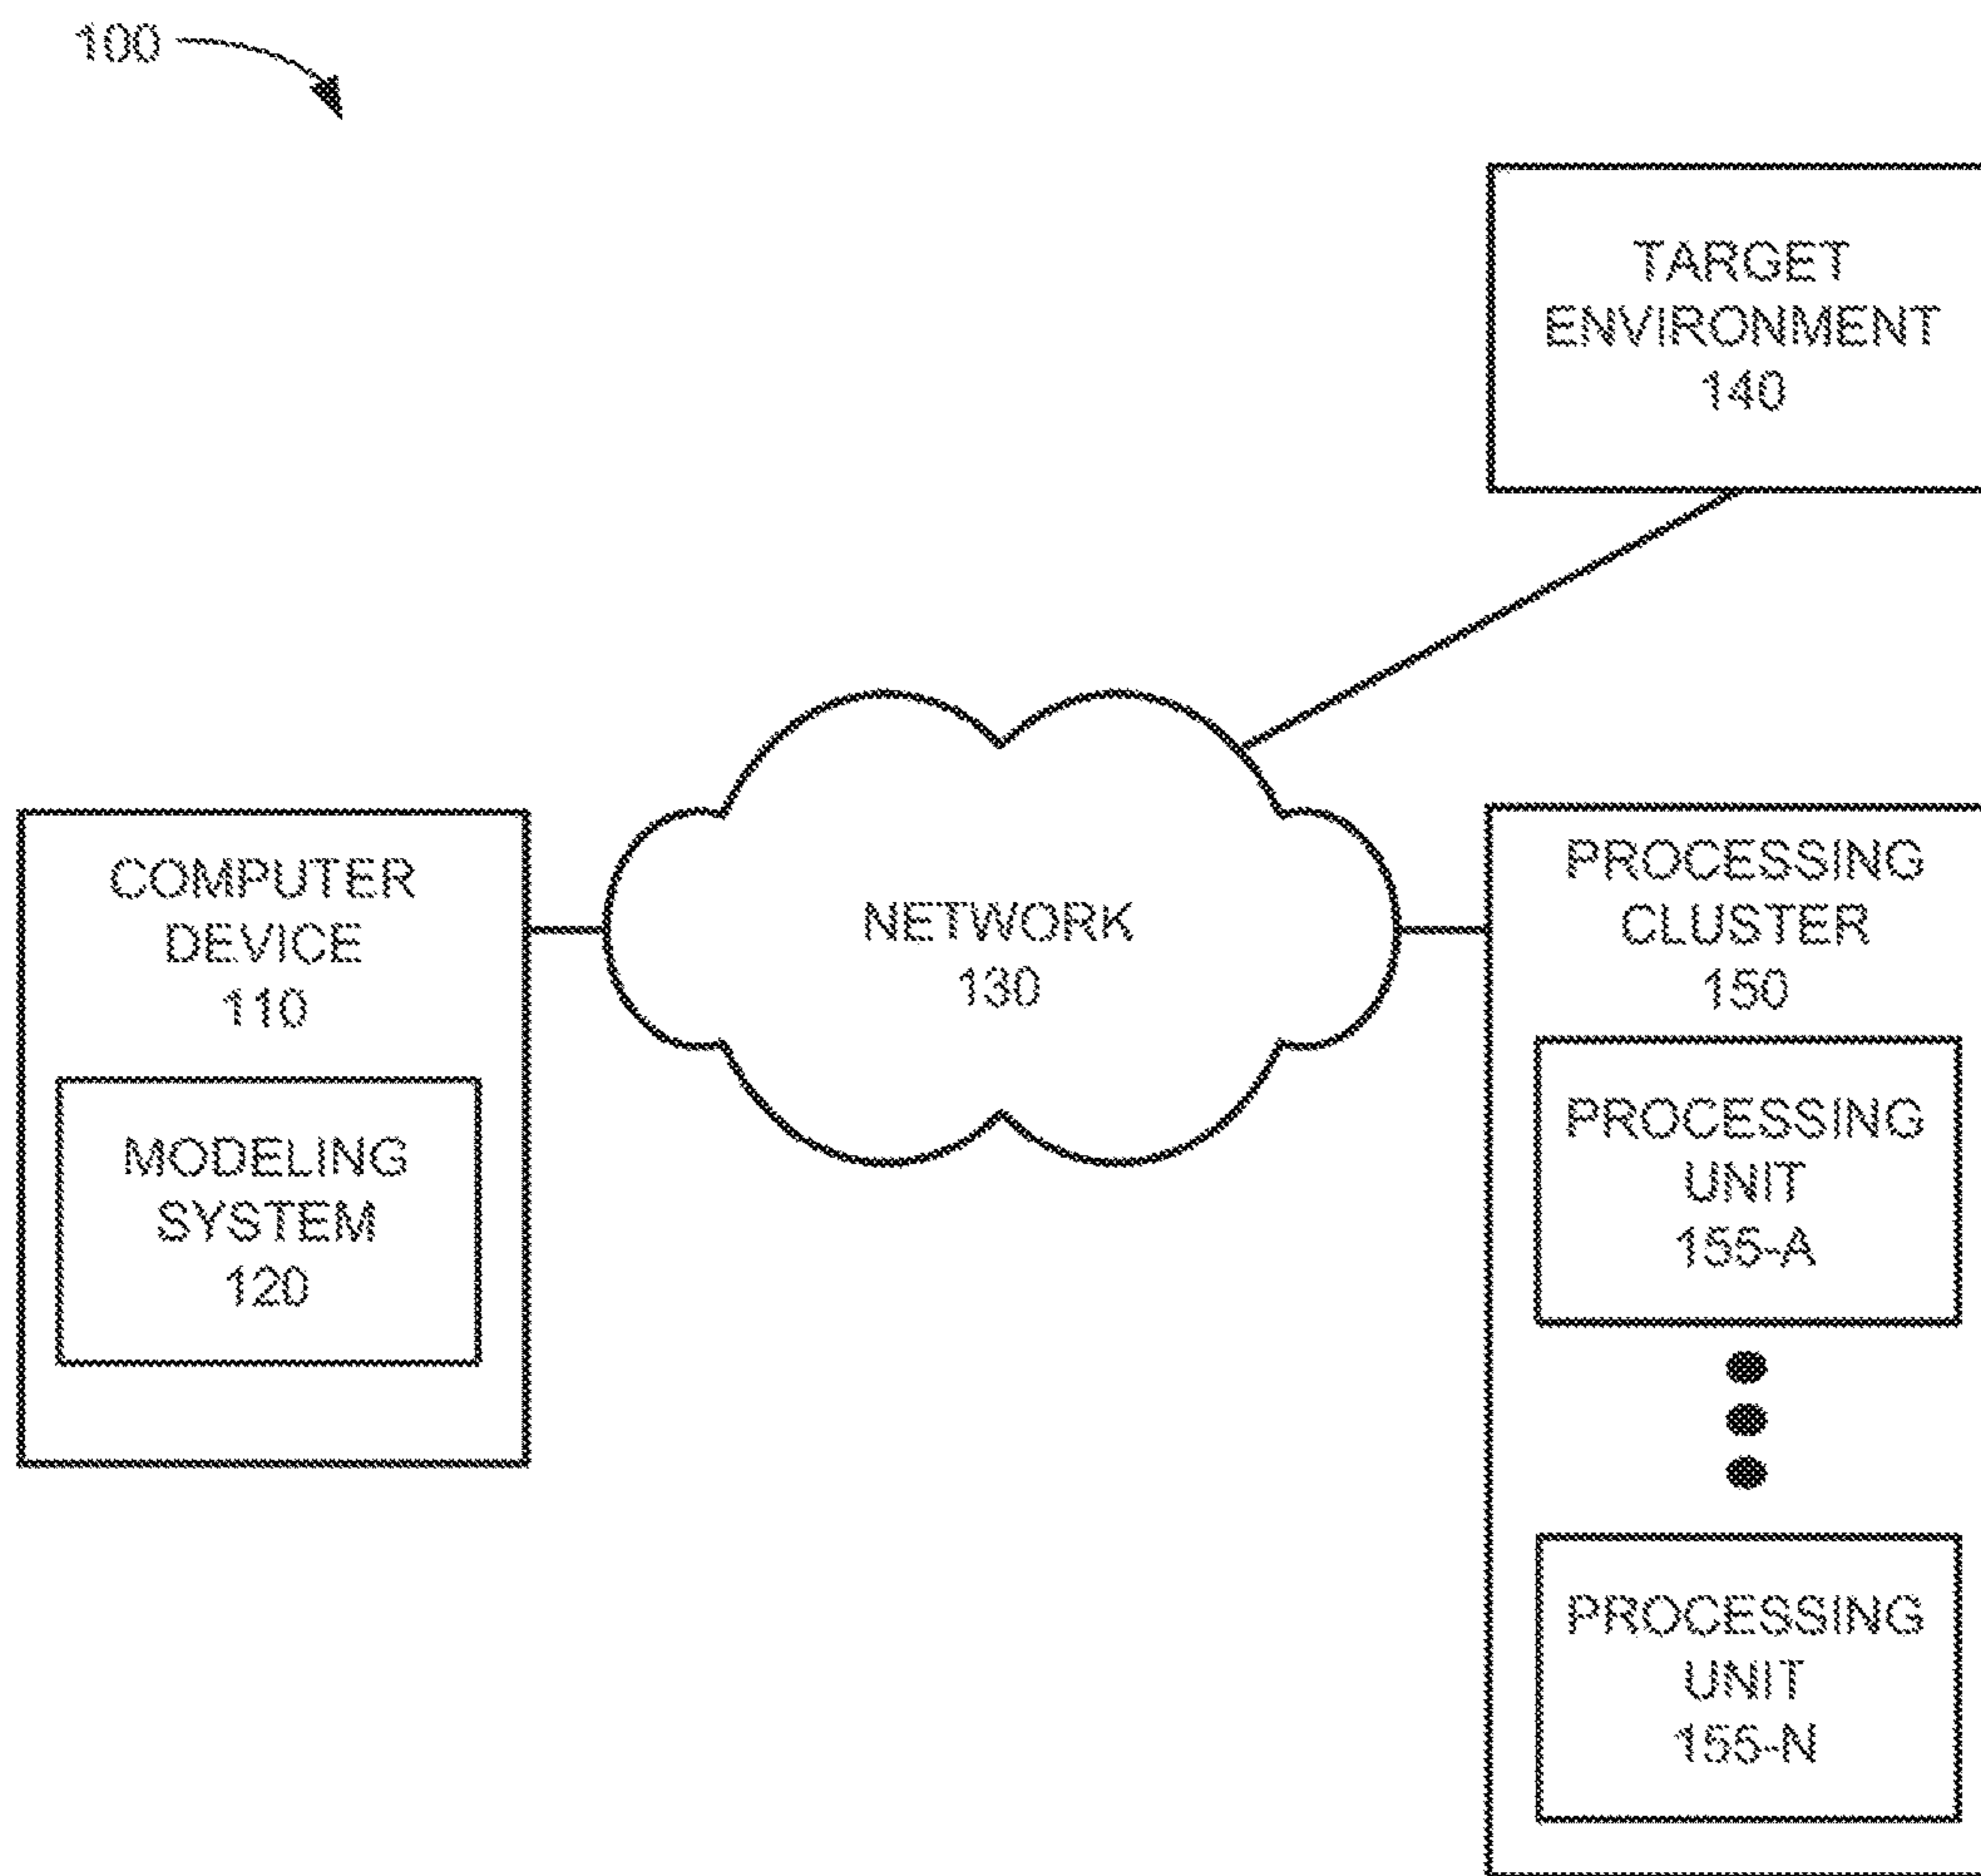 100
TARGET
ENVIRONMENT
140
COMPUTER
DEVICE
110
MODELING
SYSTEM
120
NETWORK
130
PROCESSING
CLUSTER
150
PROCESSING
UNIT
155-A
PROCESSING
UNIT
155-N